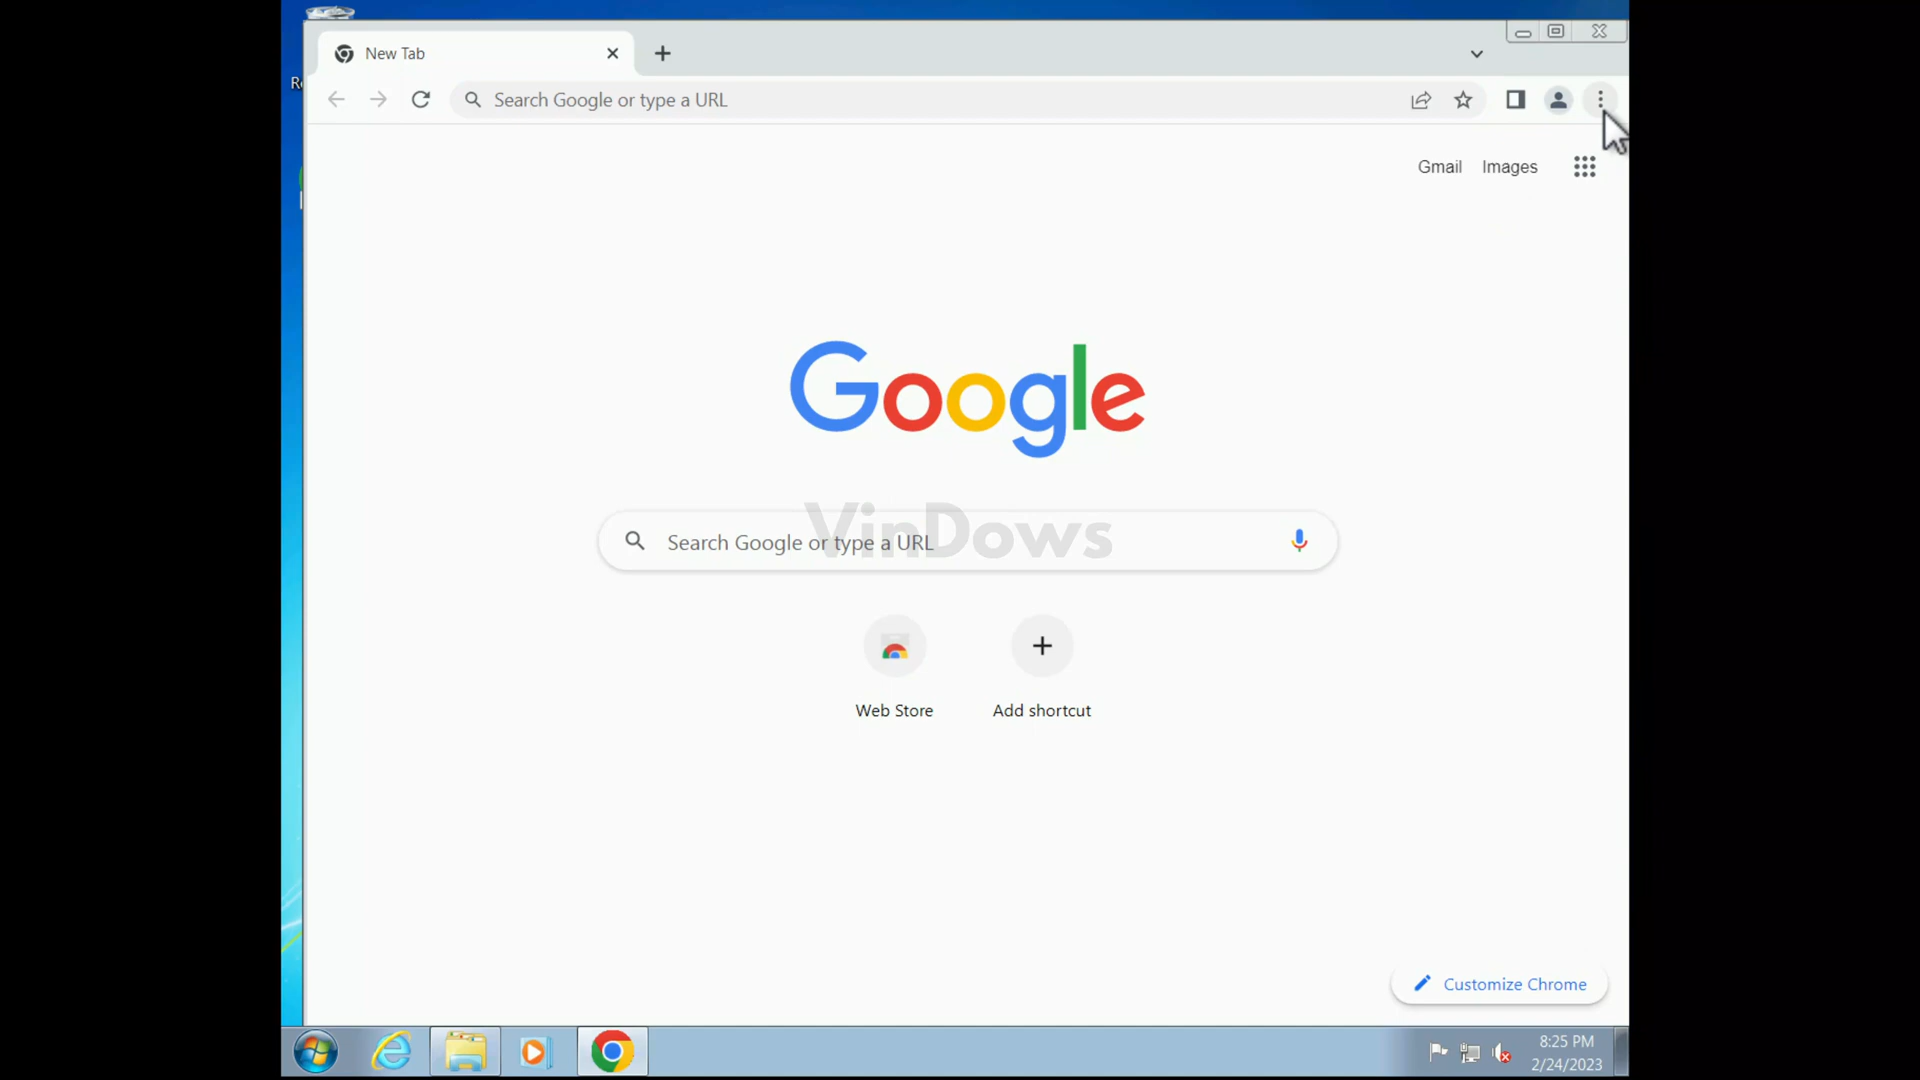 New Tab
Re
Search Google or type a URL
Gmail Images
Google
Search Google or type a URL
VinDows
Web Store Add shortcut
Customize Chrome
8:25 PM
2/24/2023